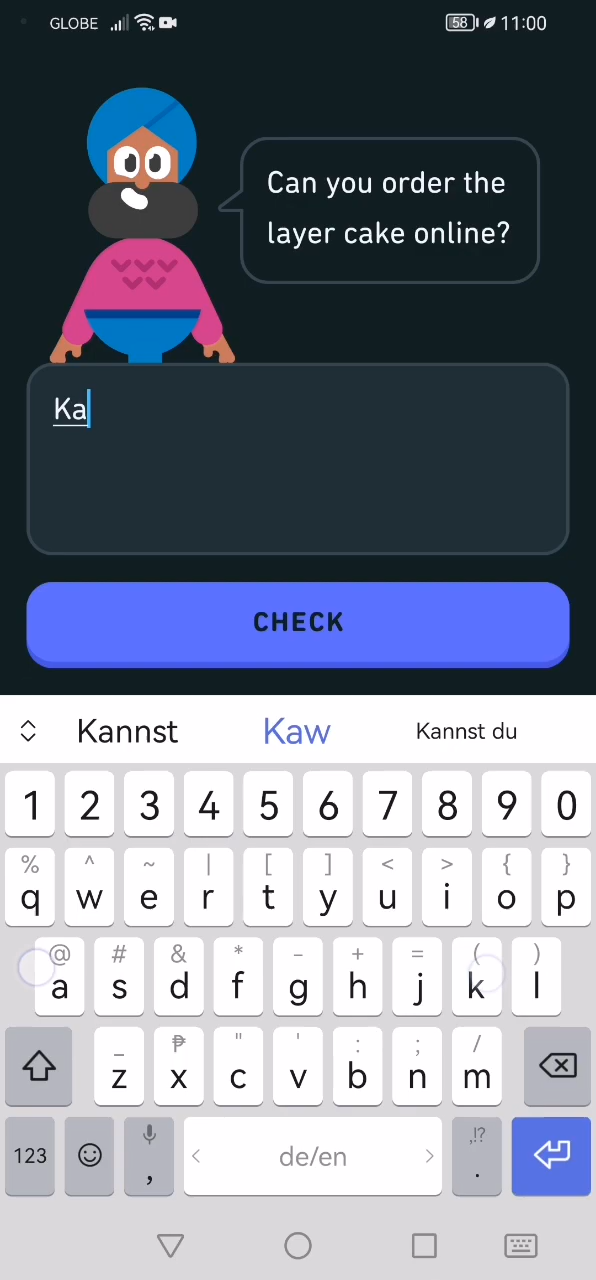 GLOBE 58 11:00
Can you order the
layer cake online?
Ka
CHECK
Kannst Kaw Kannst du
1 2 3 4 5 6 7 8 9 0
% ^ ~ | [ ] < > { }
q w e r t y u i o p
@ # & * - + = ( )
a s d f g h j k l
_ ₱ " ' : ; /
z x c v b n m
123 , < de/en > ,!? .